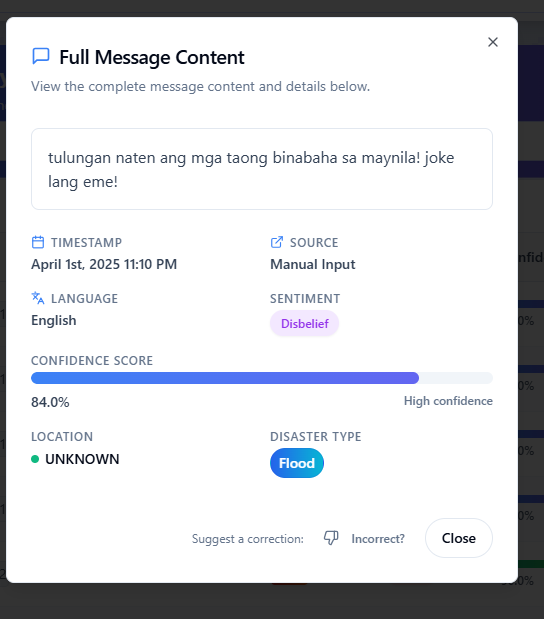 Full Message Content
View the complete message content and details below.
tulungan naten ang mga taong binabaha sa maynila! joke
lang eme!
TIMESTAMP
April 1st, 2025 11:10 PM
SOURCE
Manual Input
LANGUAGE
English
SENTIMENT
Disbelief
CONFIDENCE SCORE
84.0%
High confidence
LOCATION
UNKNOWN
DISASTER TYPE
Flood
Suggest a correction:
Incorrect?
Close